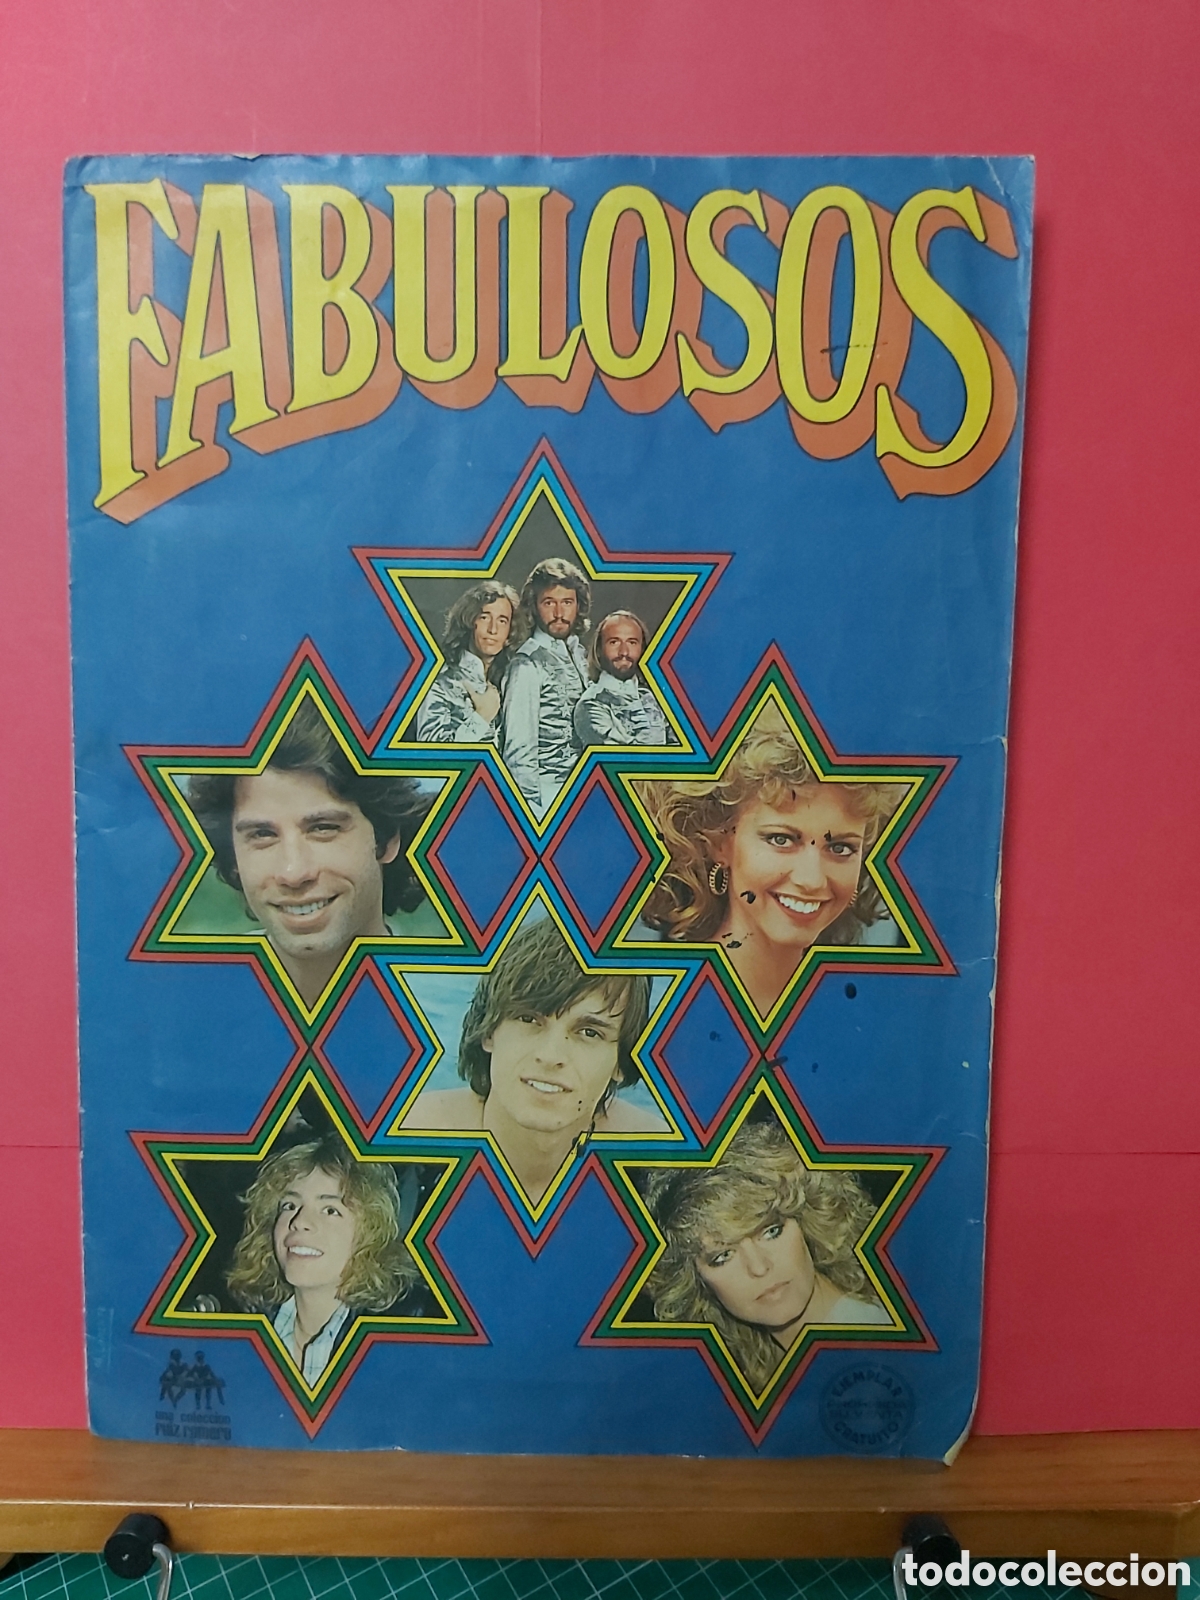 FABULOSOS
una colección
ruiz romero
EJEMPLAR
GRATUITO
todocoleccion